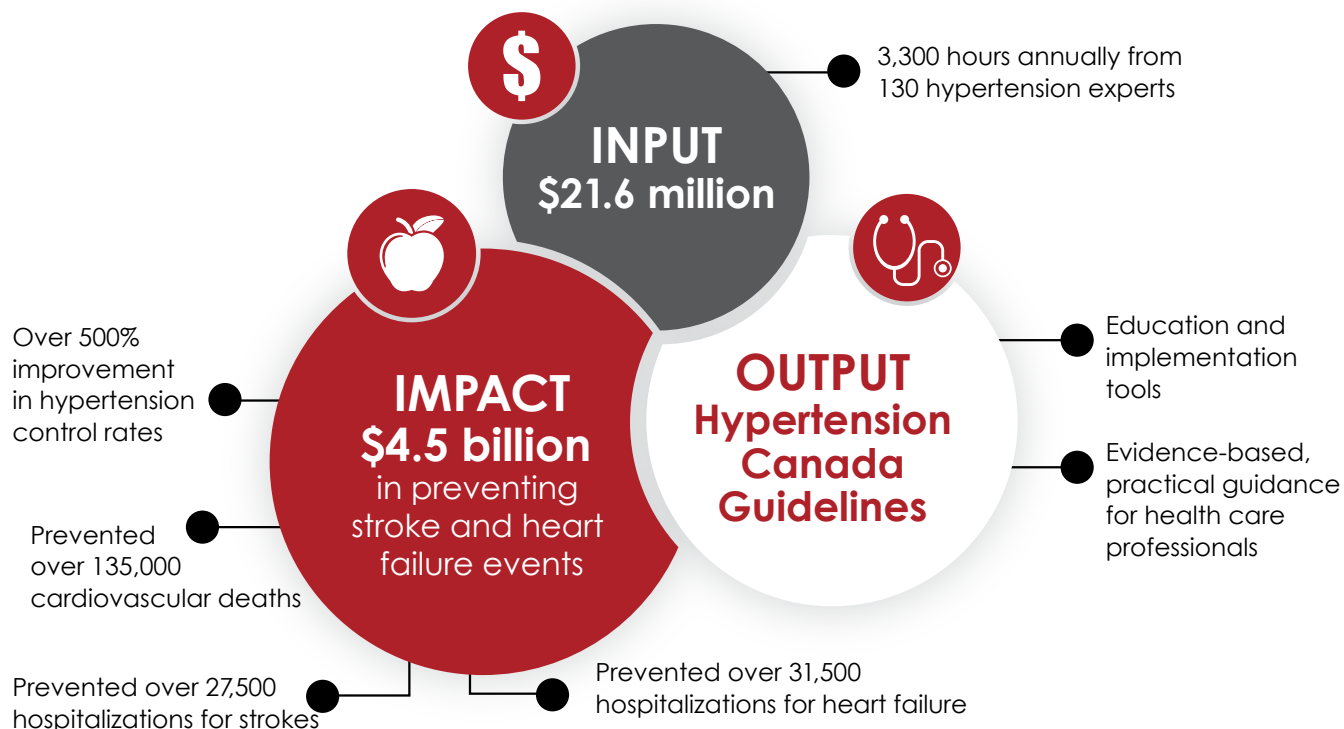 $
3,300 hours annually from
130 hypertension experts
INPUT
$21.6 million
OUTPUT
Hypertension
Canada
Guidelines
Education and
implementation
tools
Evidence-based,
practical guidance
for health care
professionals
IMPACT
$4.5 billion
in preventing
stroke and heart
failure events
Over 500%
improvement
in hypertension
control rates
Prevented
over 135,000
cardiovascular deaths
Prevented over 27,500
hospitalizations for strokes
Prevented over 31,500
hospitalizations for heart failure